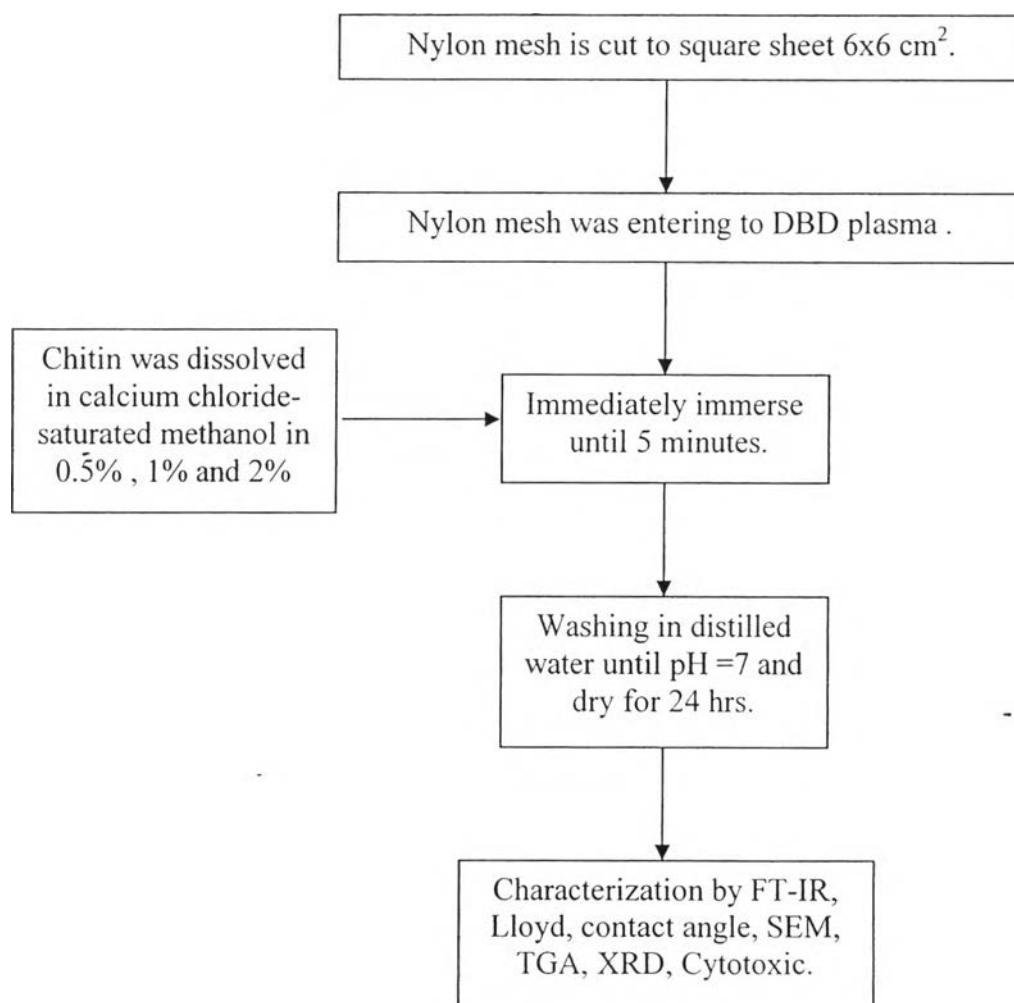 Nylon mesh is cut to square sheet 6x6 cm².
Nylon mesh was entering to DBD plasma .
Chitin was dissolved
in calcium chloride-
saturated methanol in
0.5% , 1% and 2%
Immediately immerse
until 5 minutes.
Washing in distilled
water until pH =7 and
dry for 24 hrs.
Characterization by FT-IR,
Lloyd, contact angle, SEM,
TGA, XRD, Cytotoxic.